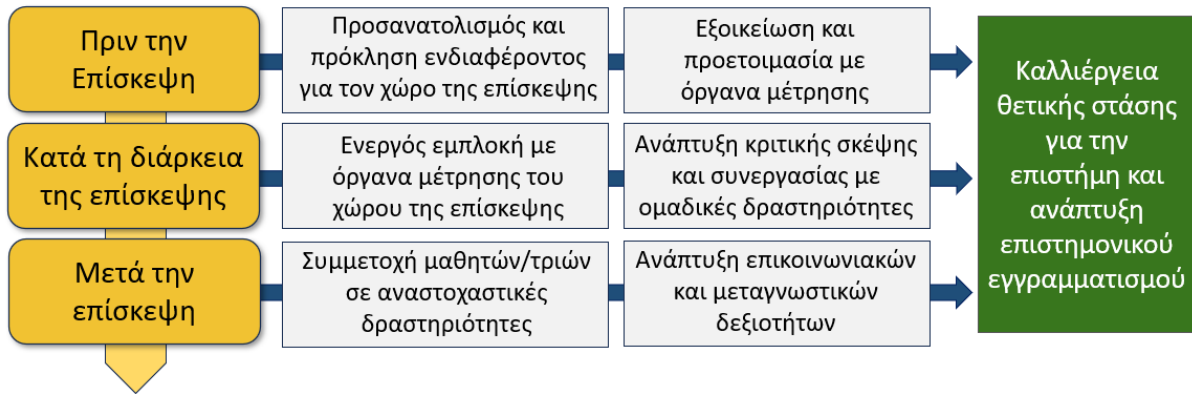 Πριν την
Επίσκεψη
Προσανατολισμός και
πρόκληση ενδιαφέροντος
για τον χώρο της επίσκεψης
Εξοικείωση και
προετοιμασία με
όργανα μέτρησης
Κατά τη διάρκεια
της επίσκεψης
Ενεργός εμπλοκή με
όργανα μέτρησης του
χώρου της επίσκεψης
Ανάπτυξη κριτικής σκέψης
και συνεργασίας με
ομαδικές δραστηριότητες
Μετά την
επίσκεψη
Συμμετοχή μαθητών/τριών
σε αναστοχαστικές
δραστηριότητες
Ανάπτυξη επικοινωνιακών
και μεταγνωστικών
δεξιοτήτων
Καλλιέργεια
θετικής στάσης
για την
επιστήμη και
ανάπτυξη
επιστημονικού
εγγραμματισμού